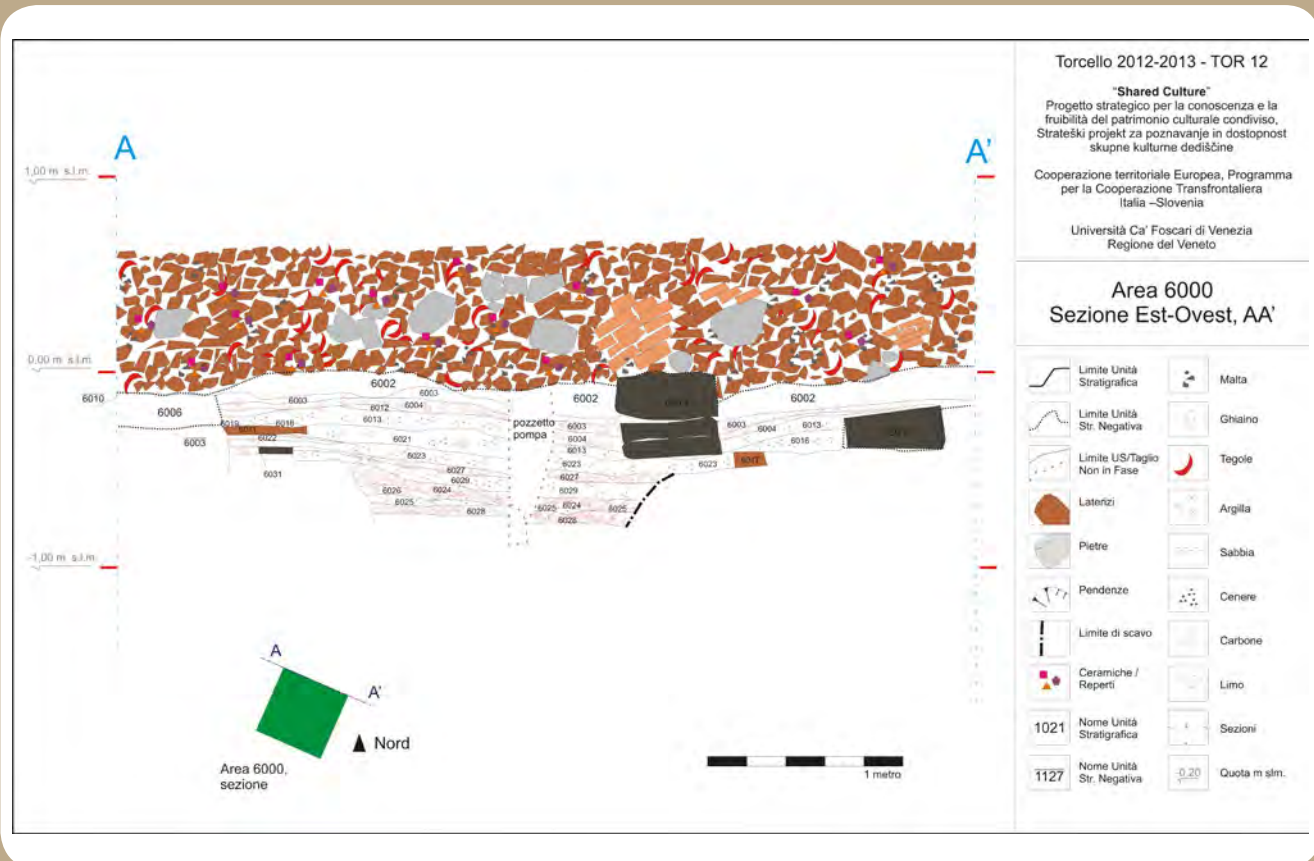 A
A'
1,00 m s.l.m.
0,00 m s.l.m.
-1,00 m s.l.m.
6002
6003
6010
6003
6012
6004
6002
6002
6006
6013
pozzetto
pompa
6003
6003
6004
6013
6019
6018
6011
6004
6016
6003
6022
6021
6013
6023
6023
6023
6007
6031
6027
6027
6029
6029
6026
6024
6025
6025
6024
6025
6028
6028
A
A'
Nord
Area 6000,
sezione
1 metro
Torcello 2012-2013 - TOR 12
"Shared Culture"
Progetto strategico per la conoscenza e la
fruibilità del patrimonio culturale condiviso,
Strateški projekt za poznavanje in dostopnost
skupne kulturne dediščine
Cooperazione territoriale Europea, Programma
per la Cooperazione Transfrontaliera
Italia –Slovenia
Università Ca' Foscari di Venezia
Regione del Veneto
Area 6000
Sezione Est-Ovest, AA'
Limite Unità
Stratigrafica
Malta
Limite Unità
Str. Negativa
Ghiaino
Limite US/Taglio
Non in Fase
Tegole
Laterizi
Argilla
Pietre
Sabbia
Pendenze
Cenere
Limite di scavo
Carbone
Ceramiche /
Reperti
Limo
1021
Nome Unità
Stratigrafica
Sezioni
1127
Nome Unità
Str. Negativa
-0.20
Quota m slm.